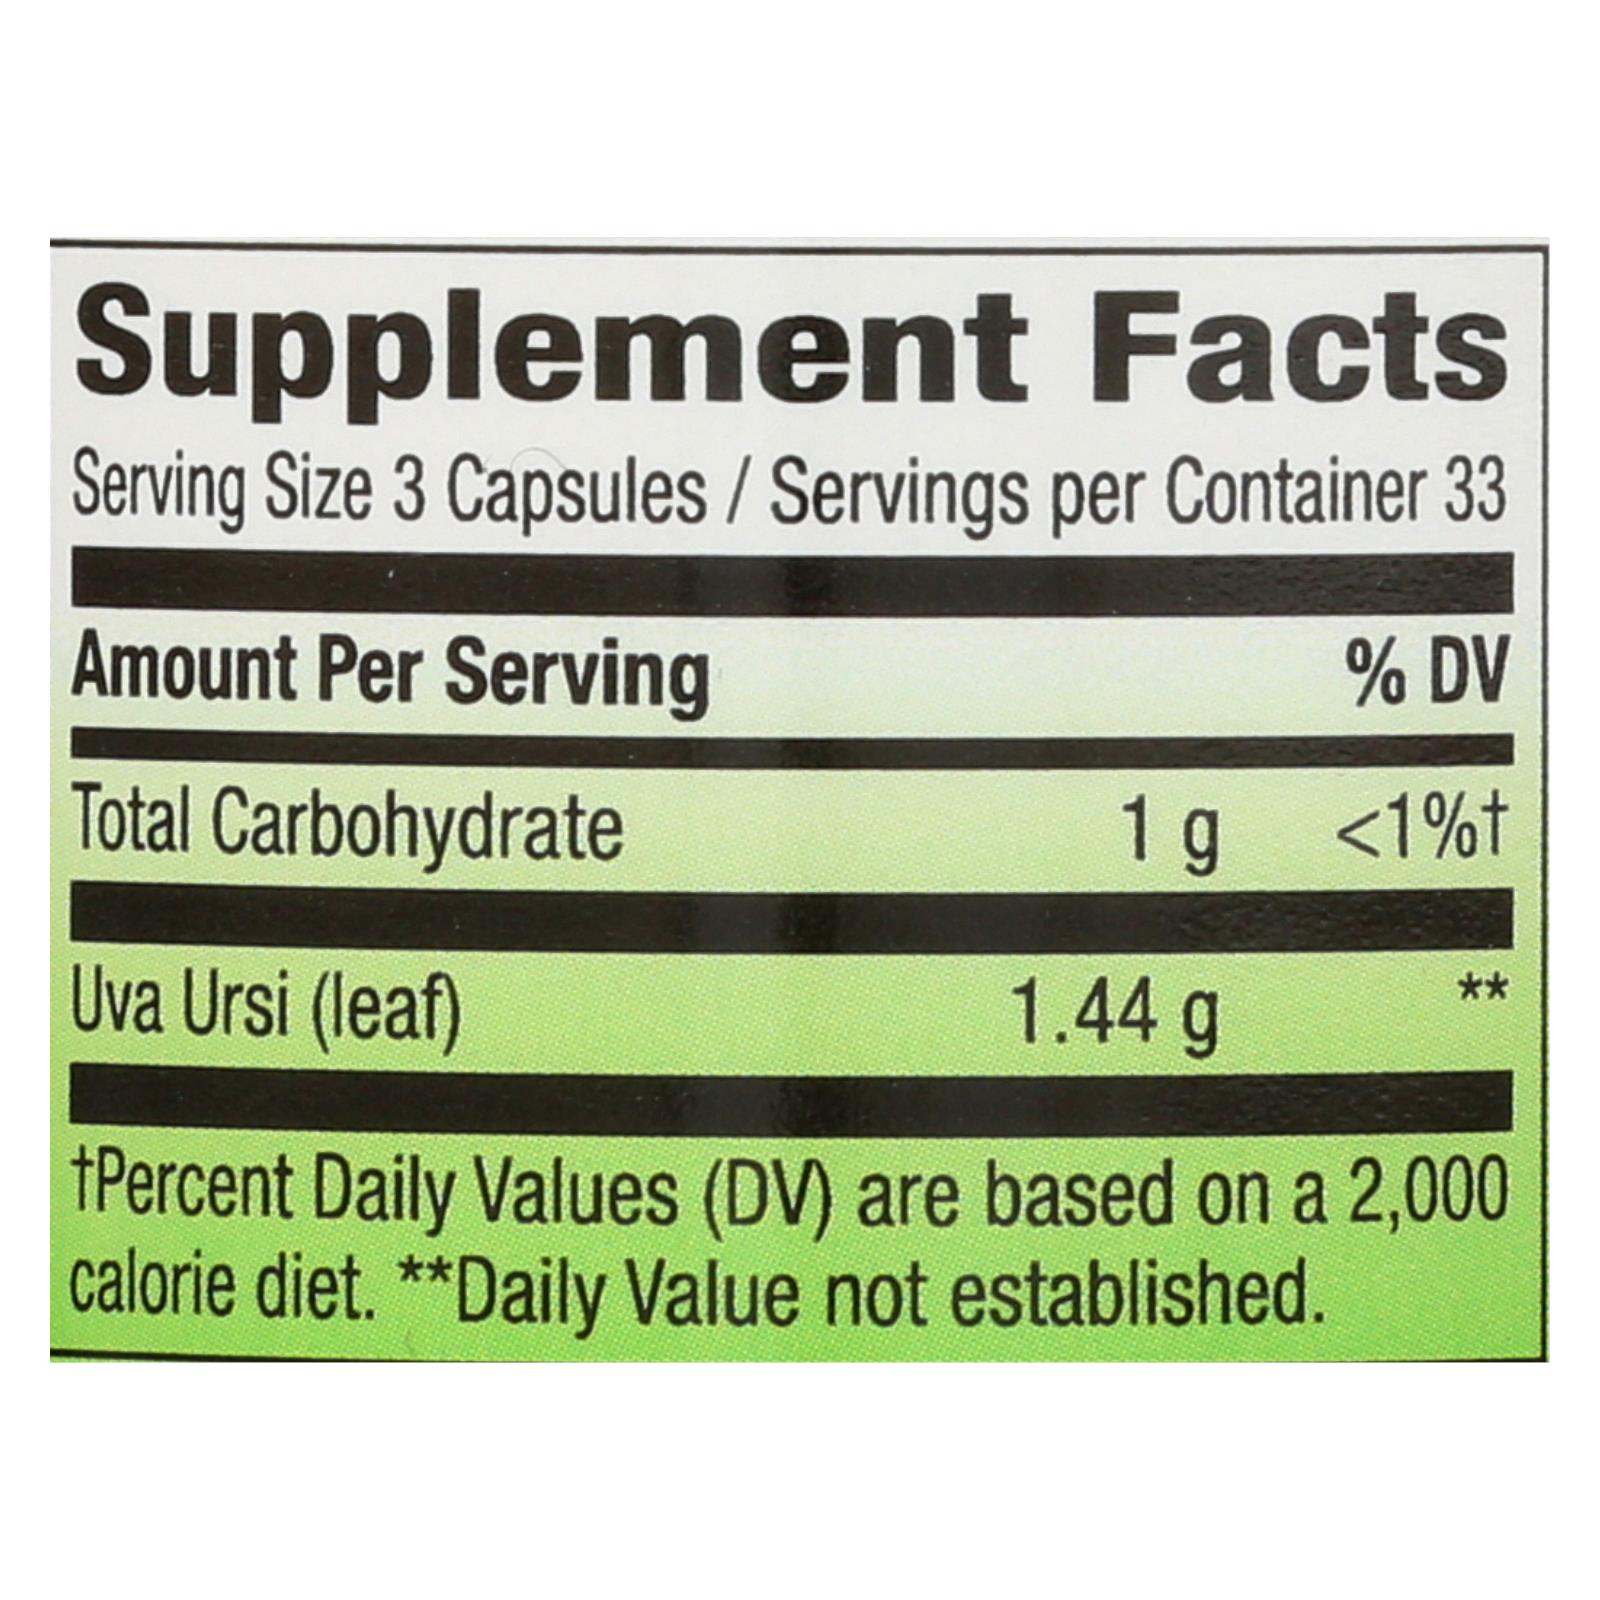 Supplement Facts
Serving Size 3 Capsules / Servings per Container 33
Amount Per Serving % DV
Total Carbohydrate 1 g <1%†
Uva Ursi (leaf) 1.44 g **
†Percent Daily Values (DV) are based on a 2,000
calorie diet. **Daily Value not established.